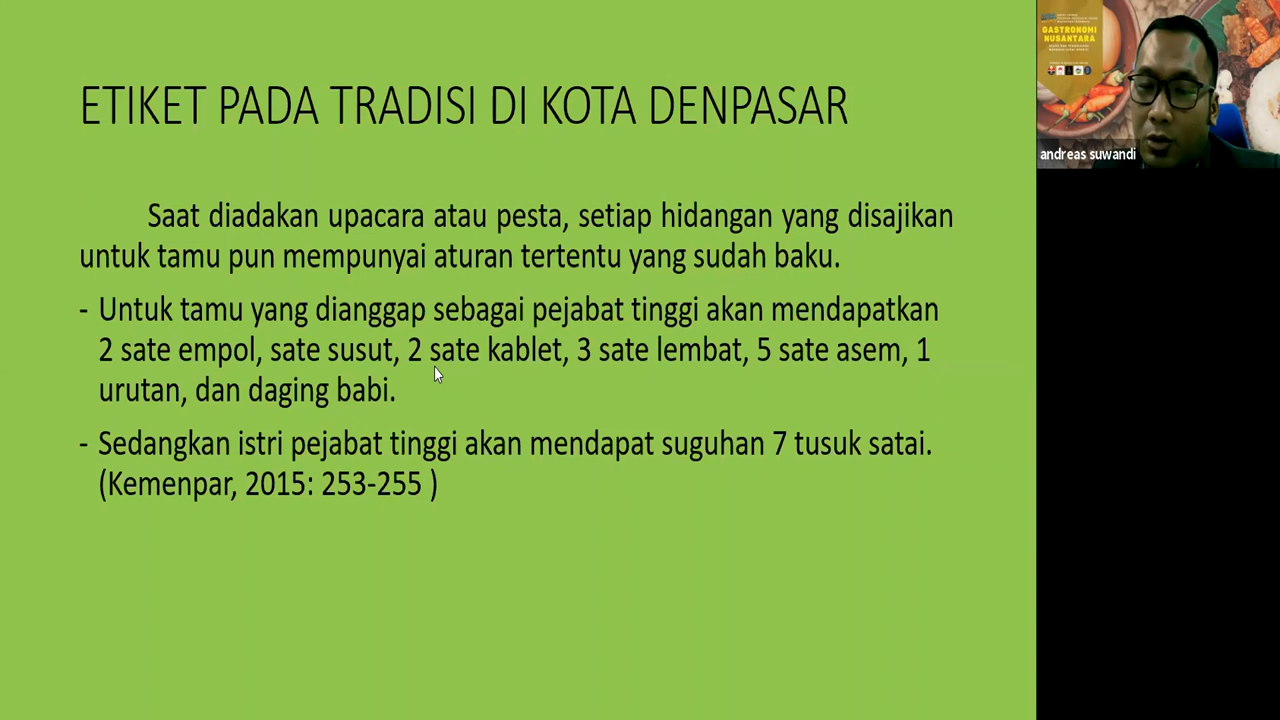 ETIKET PADA TRADISI DI KOTA DENPASAR
Saat diadakan upacara atau pesta, setiap hidangan yang disajikan
untuk tamu pun mempunyai aturan tertentu yang sudah baku.
- Untuk tamu yang dianggap sebagai pejabat tinggi akan mendapatkan
2 sate empol, sate susut, 2 sate kablet, 3 sate lembat, 5 sate asem, 1
urutan, dan daging babi.
- Sedangkan istri pejabat tinggi akan mendapat suguhan 7 tusuk satai.
(Kemenpar, 2015: 253-255 )
GASTRONOMI
NUSANTARA
andreas suwandi